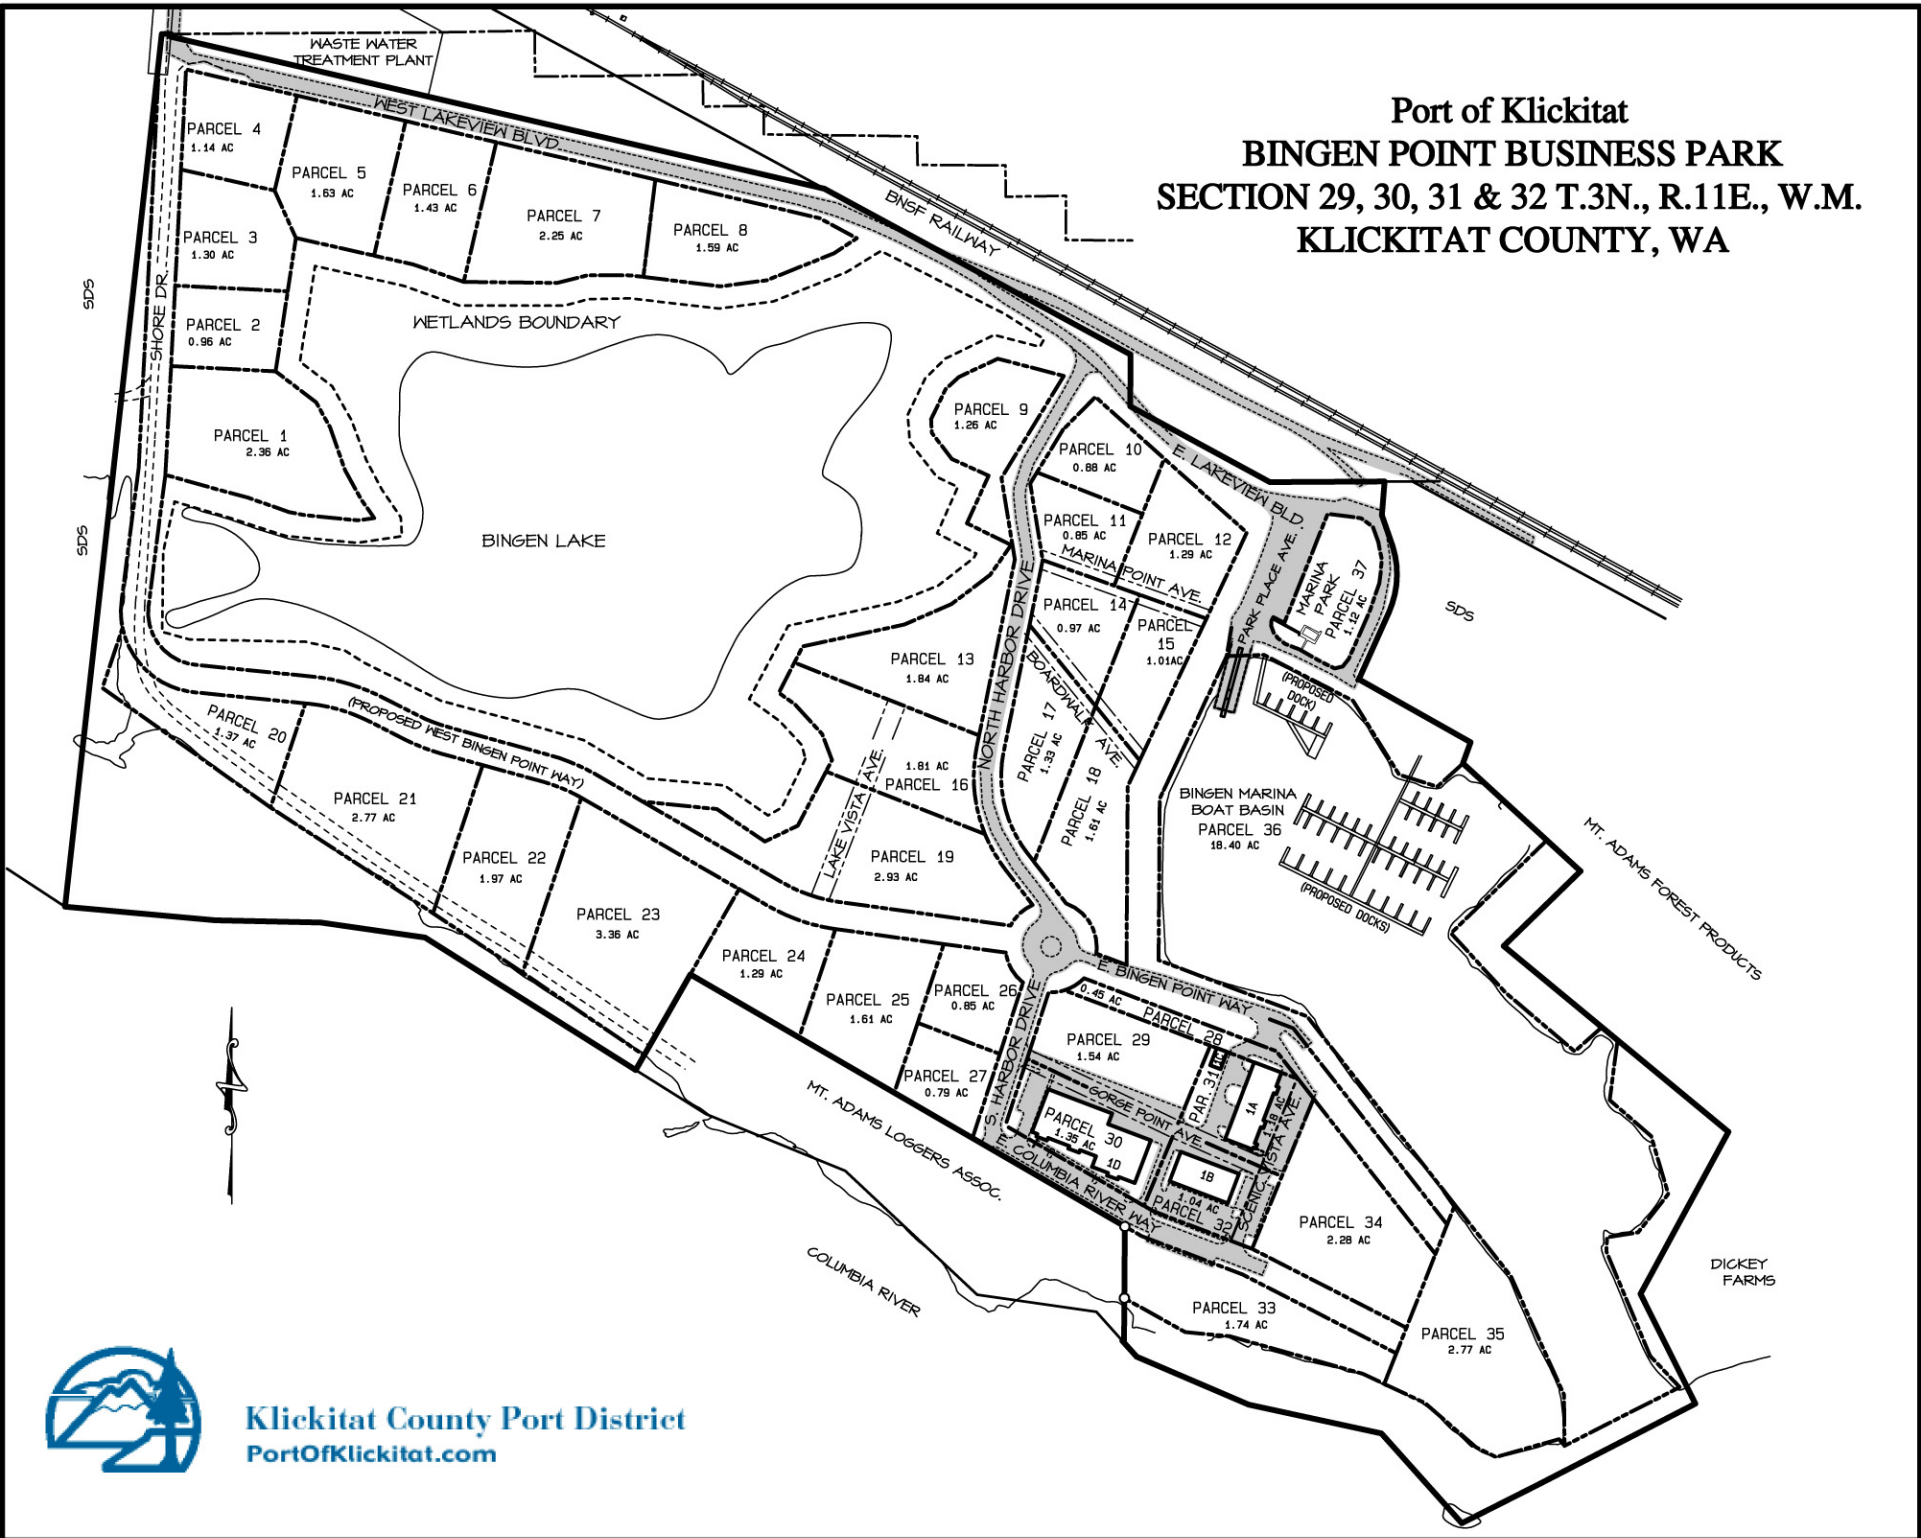 Port of Klickitat
BINGEN POINT BUSINESS PARK
SECTION 29, 30, 31 & 32 T.3N., R.11E., W.M.
KLICKITAT COUNTY, WA
WASTE WATER
TREATMENT PLANT
WEST LAKEVIEW BLVD.
BNSF RAILWAY
PARCEL 4
1.14 AC
PARCEL 5
1.63 AC
PARCEL 6
1.43 AC
PARCEL 7
2.25 AC
PARCEL 8
1.59 AC
PARCEL 3
1.30 AC
SHORE DR.
SDS
PARCEL 2
0.96 AC
WETLANDS BOUNDARY
PARCEL 1
2.36 AC
SDS
BINGEN LAKE
PARCEL 9
1.26 AC
PARCEL 10
0.88 AC
E. LAKEVIEW BLD.
PARCEL 11
0.85 AC
PARCEL 12
1.29 AC
MARINA POINT AVE.
PARK PLACE AVE.
MARINA
PARK
PARCEL 37
1.12 AC
SDS
NORTH HARBOR DRIVE
PARCEL 14
0.97 AC
PARCEL
15
1.01AC
BOARDWALK AVE.
PARCEL 13
1.84 AC
(PROPOSED
DOCK)
PARCEL 17
1.33 AC
PARCEL 18
1.61 AC
1.81 AC
PARCEL 16
LAKE VISTA AVE.
PARCEL 19
2.93 AC
PARCEL 20
1.37 AC
(PROPOSED WEST BINGEN POINT WAY)
PARCEL 21
2.77 AC
PARCEL 22
1.97 AC
PARCEL 23
3.36 AC
BINGEN MARINA
BOAT BASIN
PARCEL 36
18.40 AC
(PROPOSED DOCKS)
MT. ADAMS FOREST PRODUCTS
PARCEL 24
1.29 AC
PARCEL 25
1.61 AC
PARCEL 26
0.85 AC
PARCEL 27
0.79 AC
S. HARBOR DRIVE
E. BINGEN POINT WAY
0.45 AC
PARCEL 28
PARCEL 29
1.54 AC
PAR. 31
1C
1A
1.18 AC
GORGE POINT AVE.
SCENIC VISTA AVE.
PARCEL 30
1.35 AC
1D
1B
1.04 AC
PARCEL 32
E. COLUMBIA RIVER WAY
MT. ADAMS LOGGERS ASSOC.
COLUMBIA RIVER
PARCEL 34
2.28 AC
PARCEL 33
1.74 AC
PARCEL 35
2.77 AC
DICKEY
FARMS
Klickitat County Port District
PortOfKlickitat.com